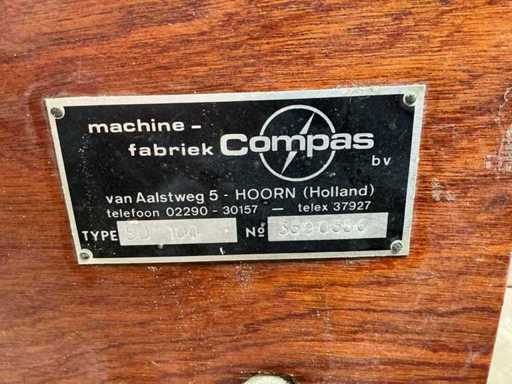 machine-
fabriek Compas
bv
van Aalstweg 5 - HOORN (Holland)
telefoon 02290 - 30157 — telex 37927
TYPE Nº